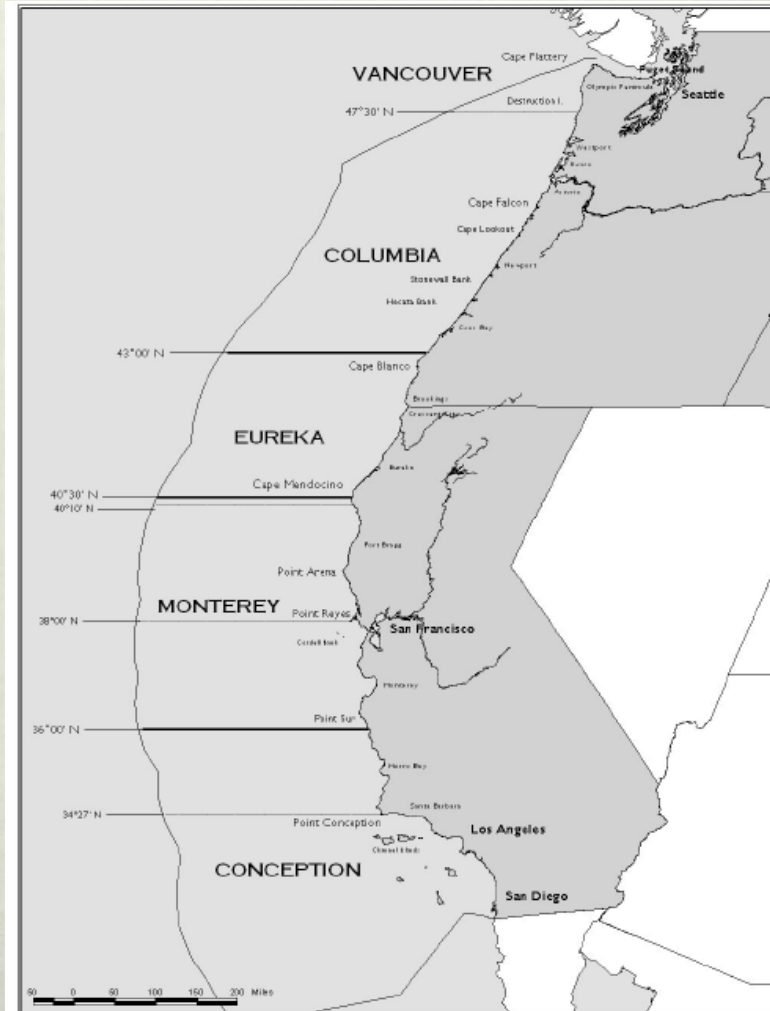 Cape Flattery
VANCOUVER
Puget Sound
Olympic Peninsula
Seattle
Destruction I.
47°30' N
Westport
Astoria
Cape Falcon
Cape Lookout
COLUMBIA
Newport
Stonewall Bank
Heceta Bank
Coos Bay
43°00' N
Cape Blanco
Brookings
Crescent City
EUREKA
Eureka
Cape Mendocino
40°30' N
40°10' N
Fort Bragg
Point Arena
MONTEREY
Point Reyes
38°00' N
San Francisco
Cordell Bank
Monterey
Point Sur
36°00' N
Morro Bay
Santa Barbara
34°27' N
Point Conception
Los Angeles
Channel Islands
CONCEPTION
San Diego
50 0 50 100 150 200 Miles